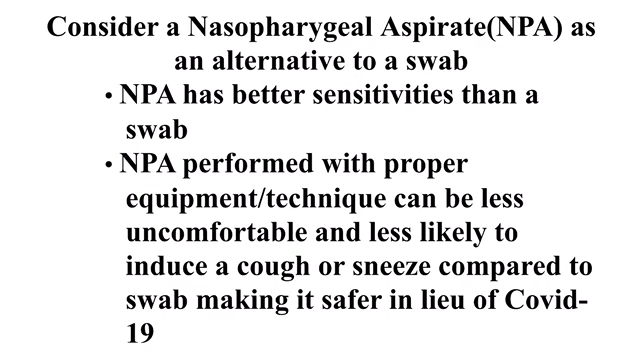 Consider a Nasopharygeal Aspirate(NPA) as
an alternative to a swab
• NPA has better sensitivities than a
swab
• NPA performed with proper
equipment/technique can be less
uncomfortable and less likely to
induce a cough or sneeze compared to
swab making it safer in lieu of Covid-
19